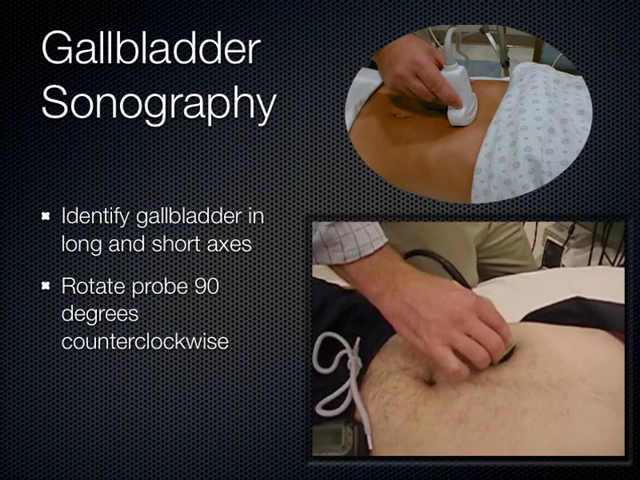 Gallbladder
Sonography
Identify gallbladder in
long and short axes
Rotate probe 90
degrees
counterclockwise